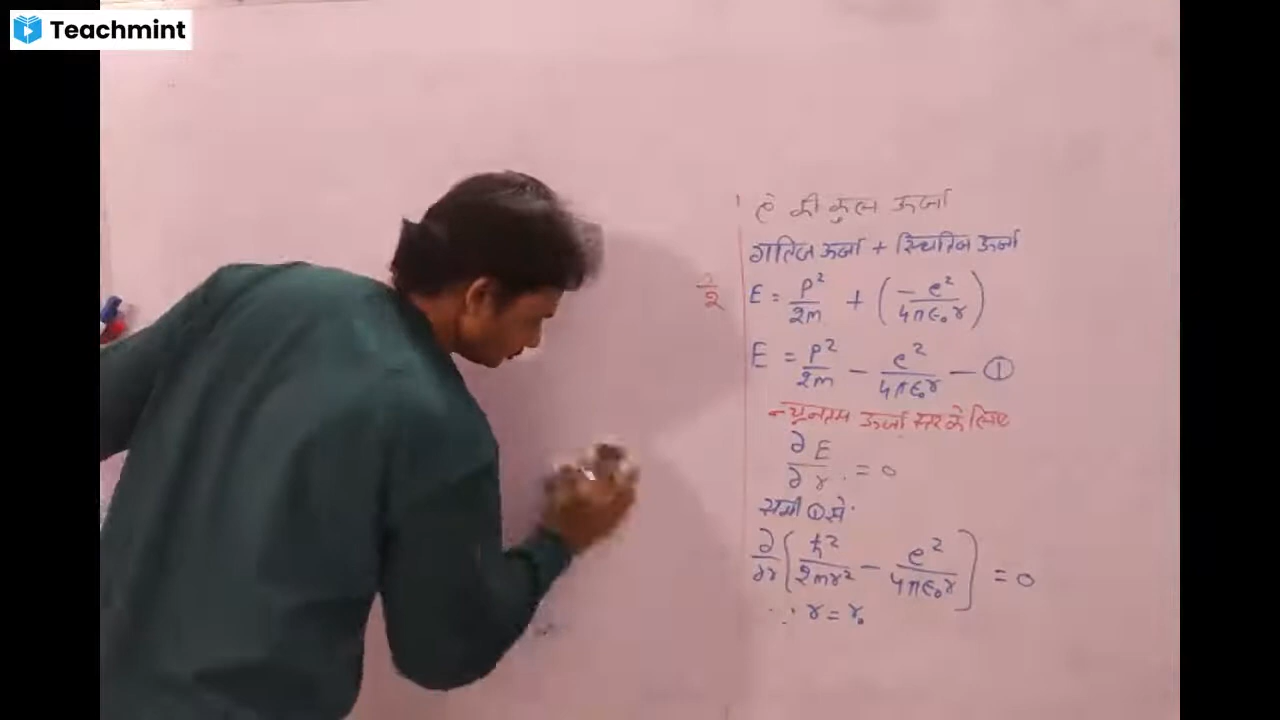 Teachmint
e की कुल ऊर्जा
गतिज ऊर्जा + स्थितिज ऊर्जा
E = p²/2m + (-e²/4πε₀r)
E = p²/2m - e²/4πε₀r - ①
न्यूनतम ऊर्जा स्तर के लिए
∂E/∂r = 0
समी ① से
∂/∂r [ħ²/2mr² - e²/4πε₀r] = 0
∵ r = r₀